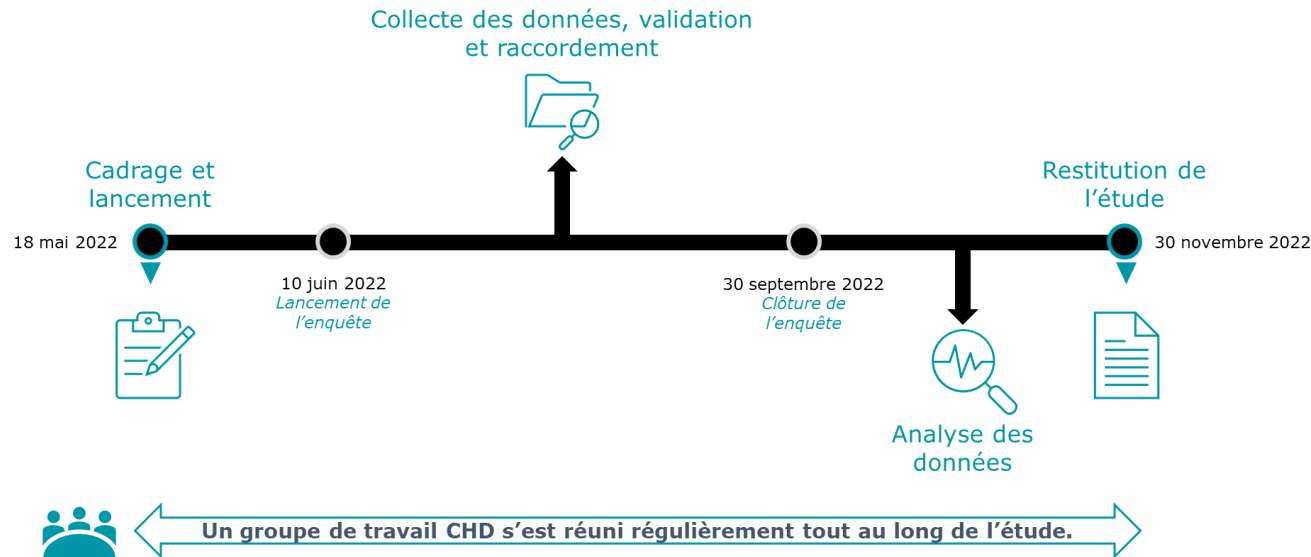 Collecte des données, validation
et raccordement
Cadrage et
lancement
Restitution de
l’étude
18 mai 2022
30 novembre 2022
10 juin 2022
Lancement de
l’enquête
30 septembre 2022
Clôture de
l’enquête
Analyse des
données
Un groupe de travail CHD s’est réuni régulièrement tout au long de l’étude.